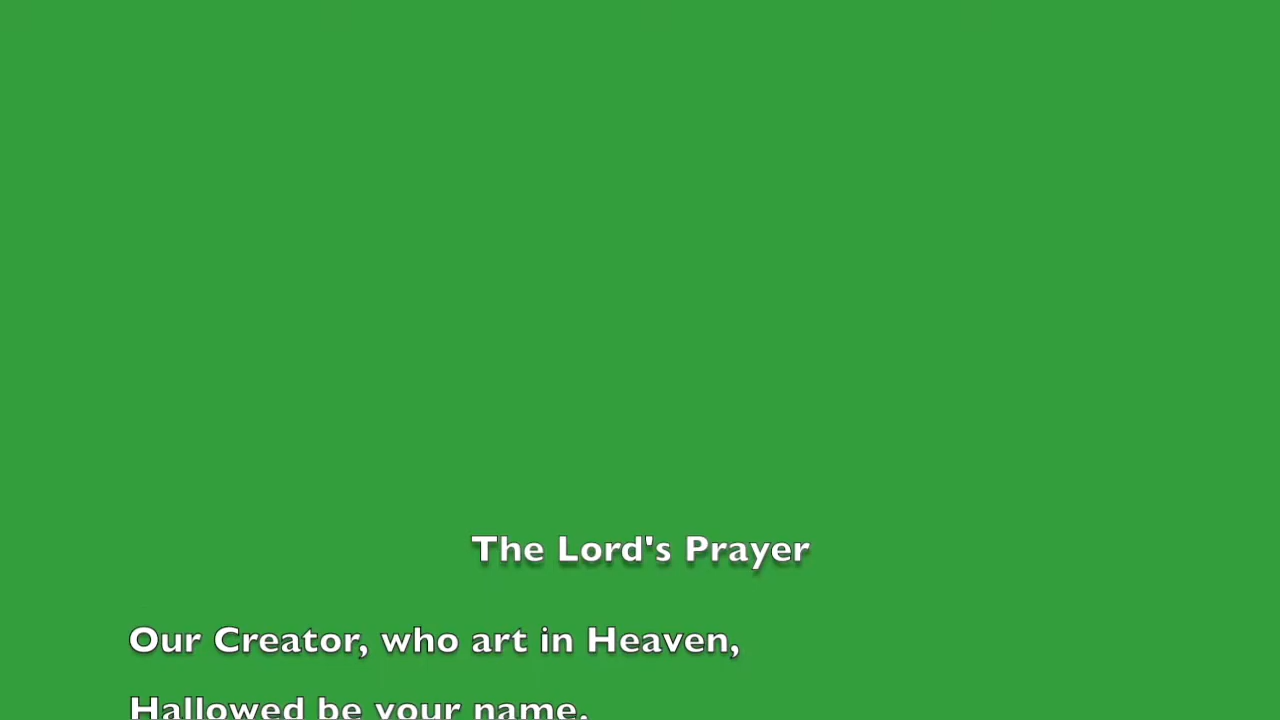 The Lord's Prayer
Our Creator, who art in Heaven,
Hallowed be your name.